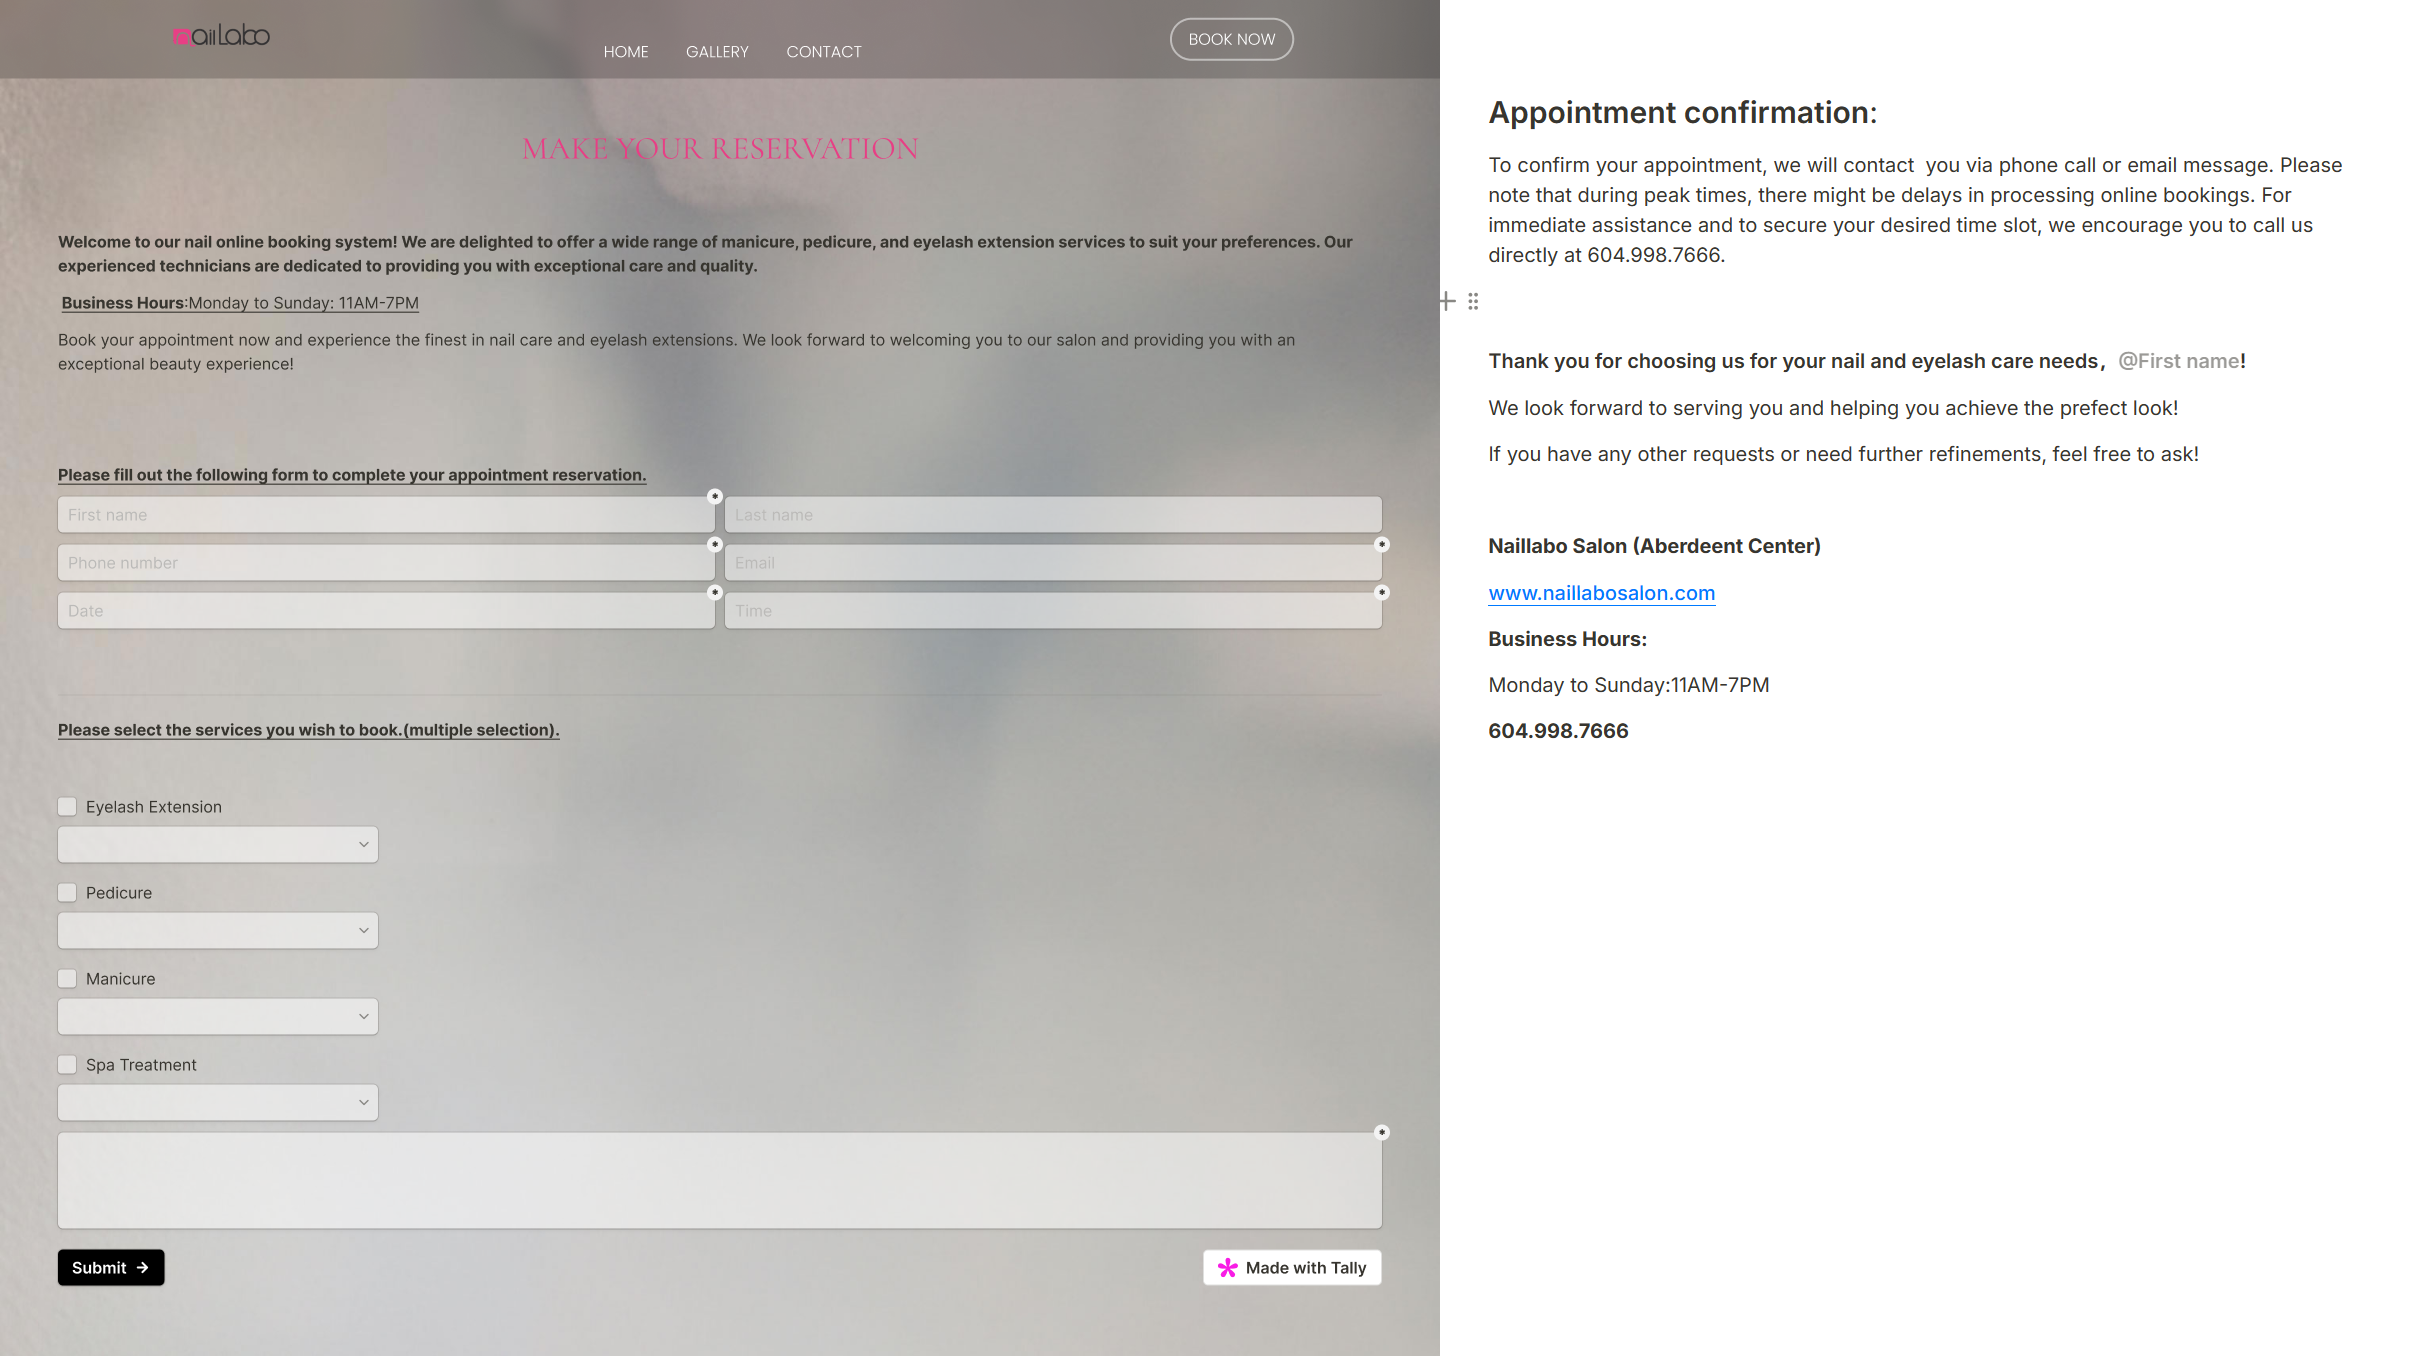 nailLabo
HOME GALLERY CONTACT
BOOK NOW
MAKE YOUR RESERVATION
Welcome to our nail online booking system! We are delighted to offer a wide range of manicure, pedicure, and eyelash extension services to suit your preferences. Our
experienced technicians are dedicated to providing you with exceptional care and quality.
Business Hours:Monday to Sunday: 11AM-7PM
Book your appointment now and experience the finest in nail care and eyelash extensions. We look forward to welcoming you to our salon and providing you with an
exceptional beauty experience!
Please fill out the following form to complete your appointment reservation.
First name * Last name
Phone number * Email *
Date * Time *
Please select the services you wish to book.(multiple selection).
Eyelash Extension
Pedicure
Manicure
Spa Treatment
*
Submit →
Made with Tally
Appointment confirmation:
To confirm your appointment, we will contact  you via phone call or email message. Please
note that during peak times, there might be delays in processing online bookings. For
immediate assistance and to secure your desired time slot, we encourage you to call us
directly at 604.998.7666.
Thank you for choosing us for your nail and eyelash care needs，@First name!
We look forward to serving you and helping you achieve the prefect look!
If you have any other requests or need further refinements, feel free to ask!
Naillabo Salon (Aberdeent Center)
www.naillabosalon.com
Business Hours:
Monday to Sunday:11AM-7PM
604.998.7666